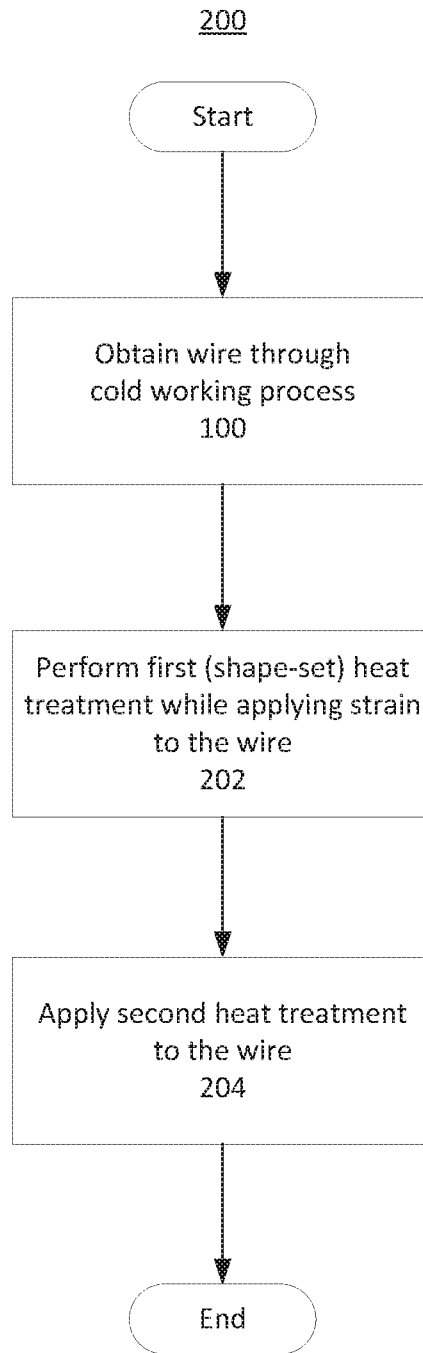 200
Start
Obtain wire through
cold working process
100
Perform first (shape-set) heat
treatment while applying strain
to the wire
202
Apply second heat treatment
to the wire
204
End